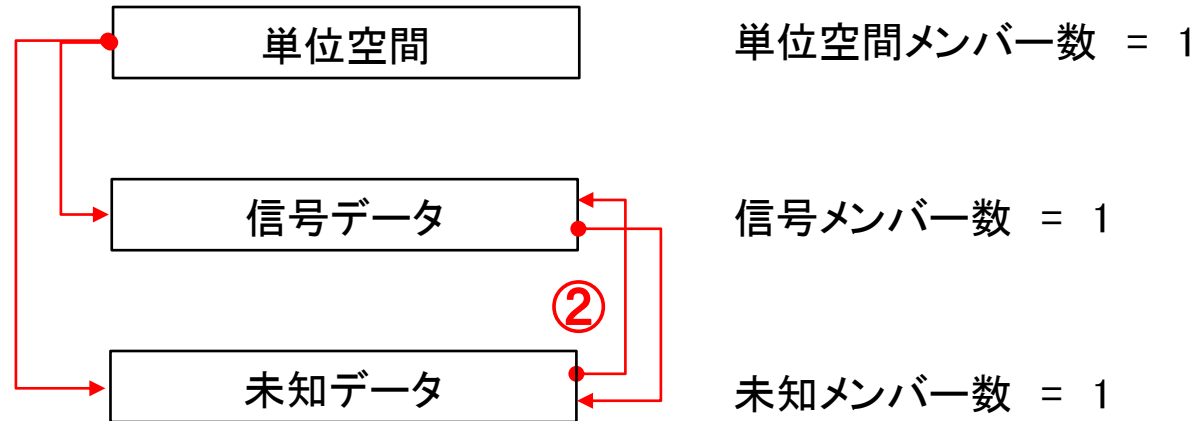 単位空間 単位空間メンバー数 = 1
信号データ 信号メンバー数 = 1
②
未知データ 未知メンバー数 = 1